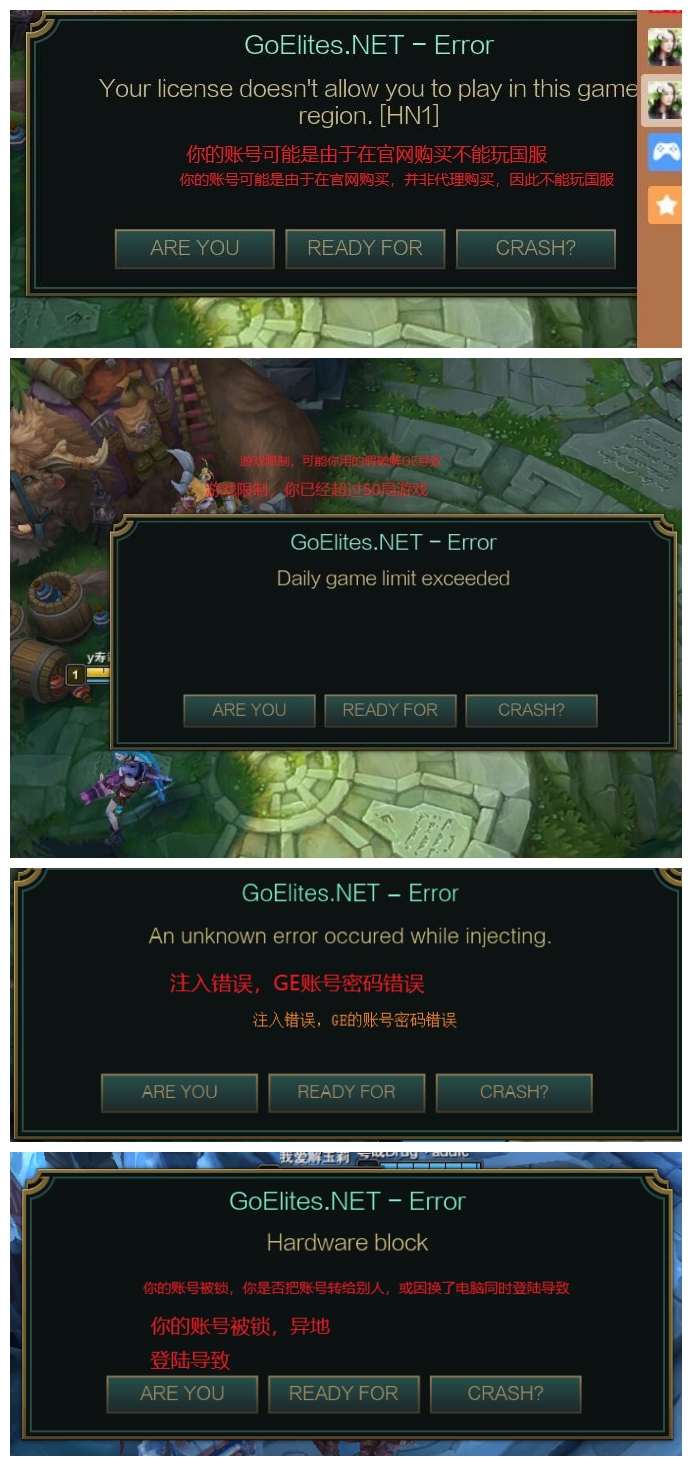 GoElites.NET – Error
Your license doesn't allow you to play in this game
region. [HN1]
你的账号可能是由于在官网购买不能玩国服
你的账号可能是由于在官网购买，并非代理购买，因此不能玩国服
ARE YOU
READY FOR
CRASH?
游戏限制，可能你用的假破解GE导致
游戏限制，你已经超过50局游戏
GoElites.NET – Error
Daily game limit exceeded
1
ARE YOU
READY FOR
CRASH?
GoElites.NET – Error
An unknown error occured while injecting.
注入错误，GE账号密码错误
注入错误，GE的账号密码错误
ARE YOU
READY FOR
CRASH?
GoElites.NET – Error
Hardware block
你的账号被锁，你是否把账号转给别人，或因换了电脑同时登陆导致
你的账号被锁，异地
登陆导致
ARE YOU
READY FOR
CRASH?